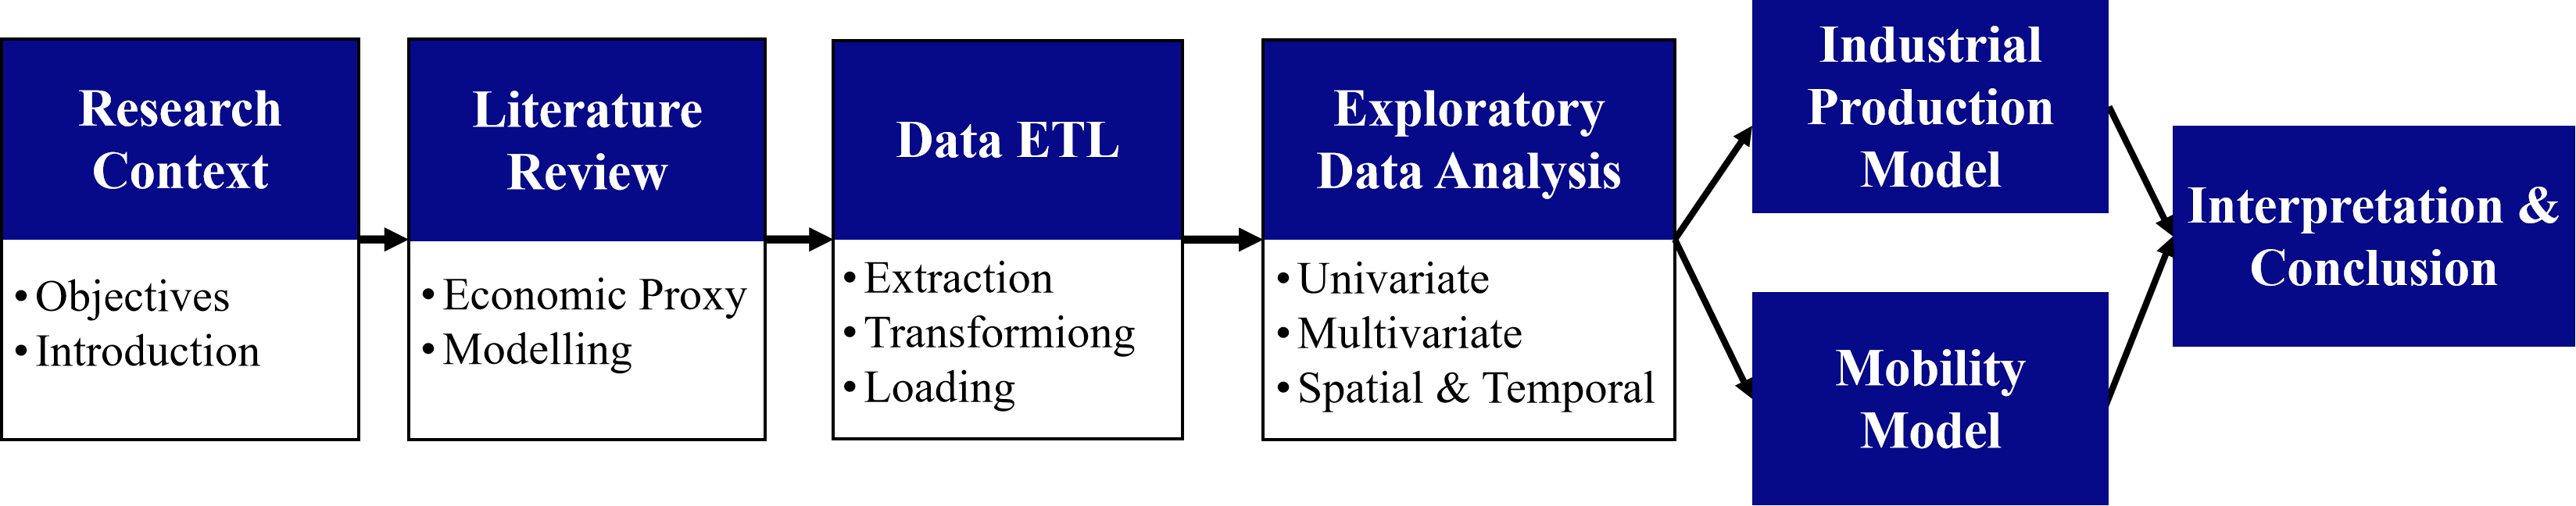 Research
Context
• Objectives
• Introduction
Literature
Review
• Economic Proxy
• Modelling
Data ETL
• Extraction
• Transformiong
• Loading
Exploratory
Data Analysis
• Univariate
• Multivariate
• Spatial & Temporal
Industrial
Production
Model
Mobility
Model
Interpretation &
Conclusion